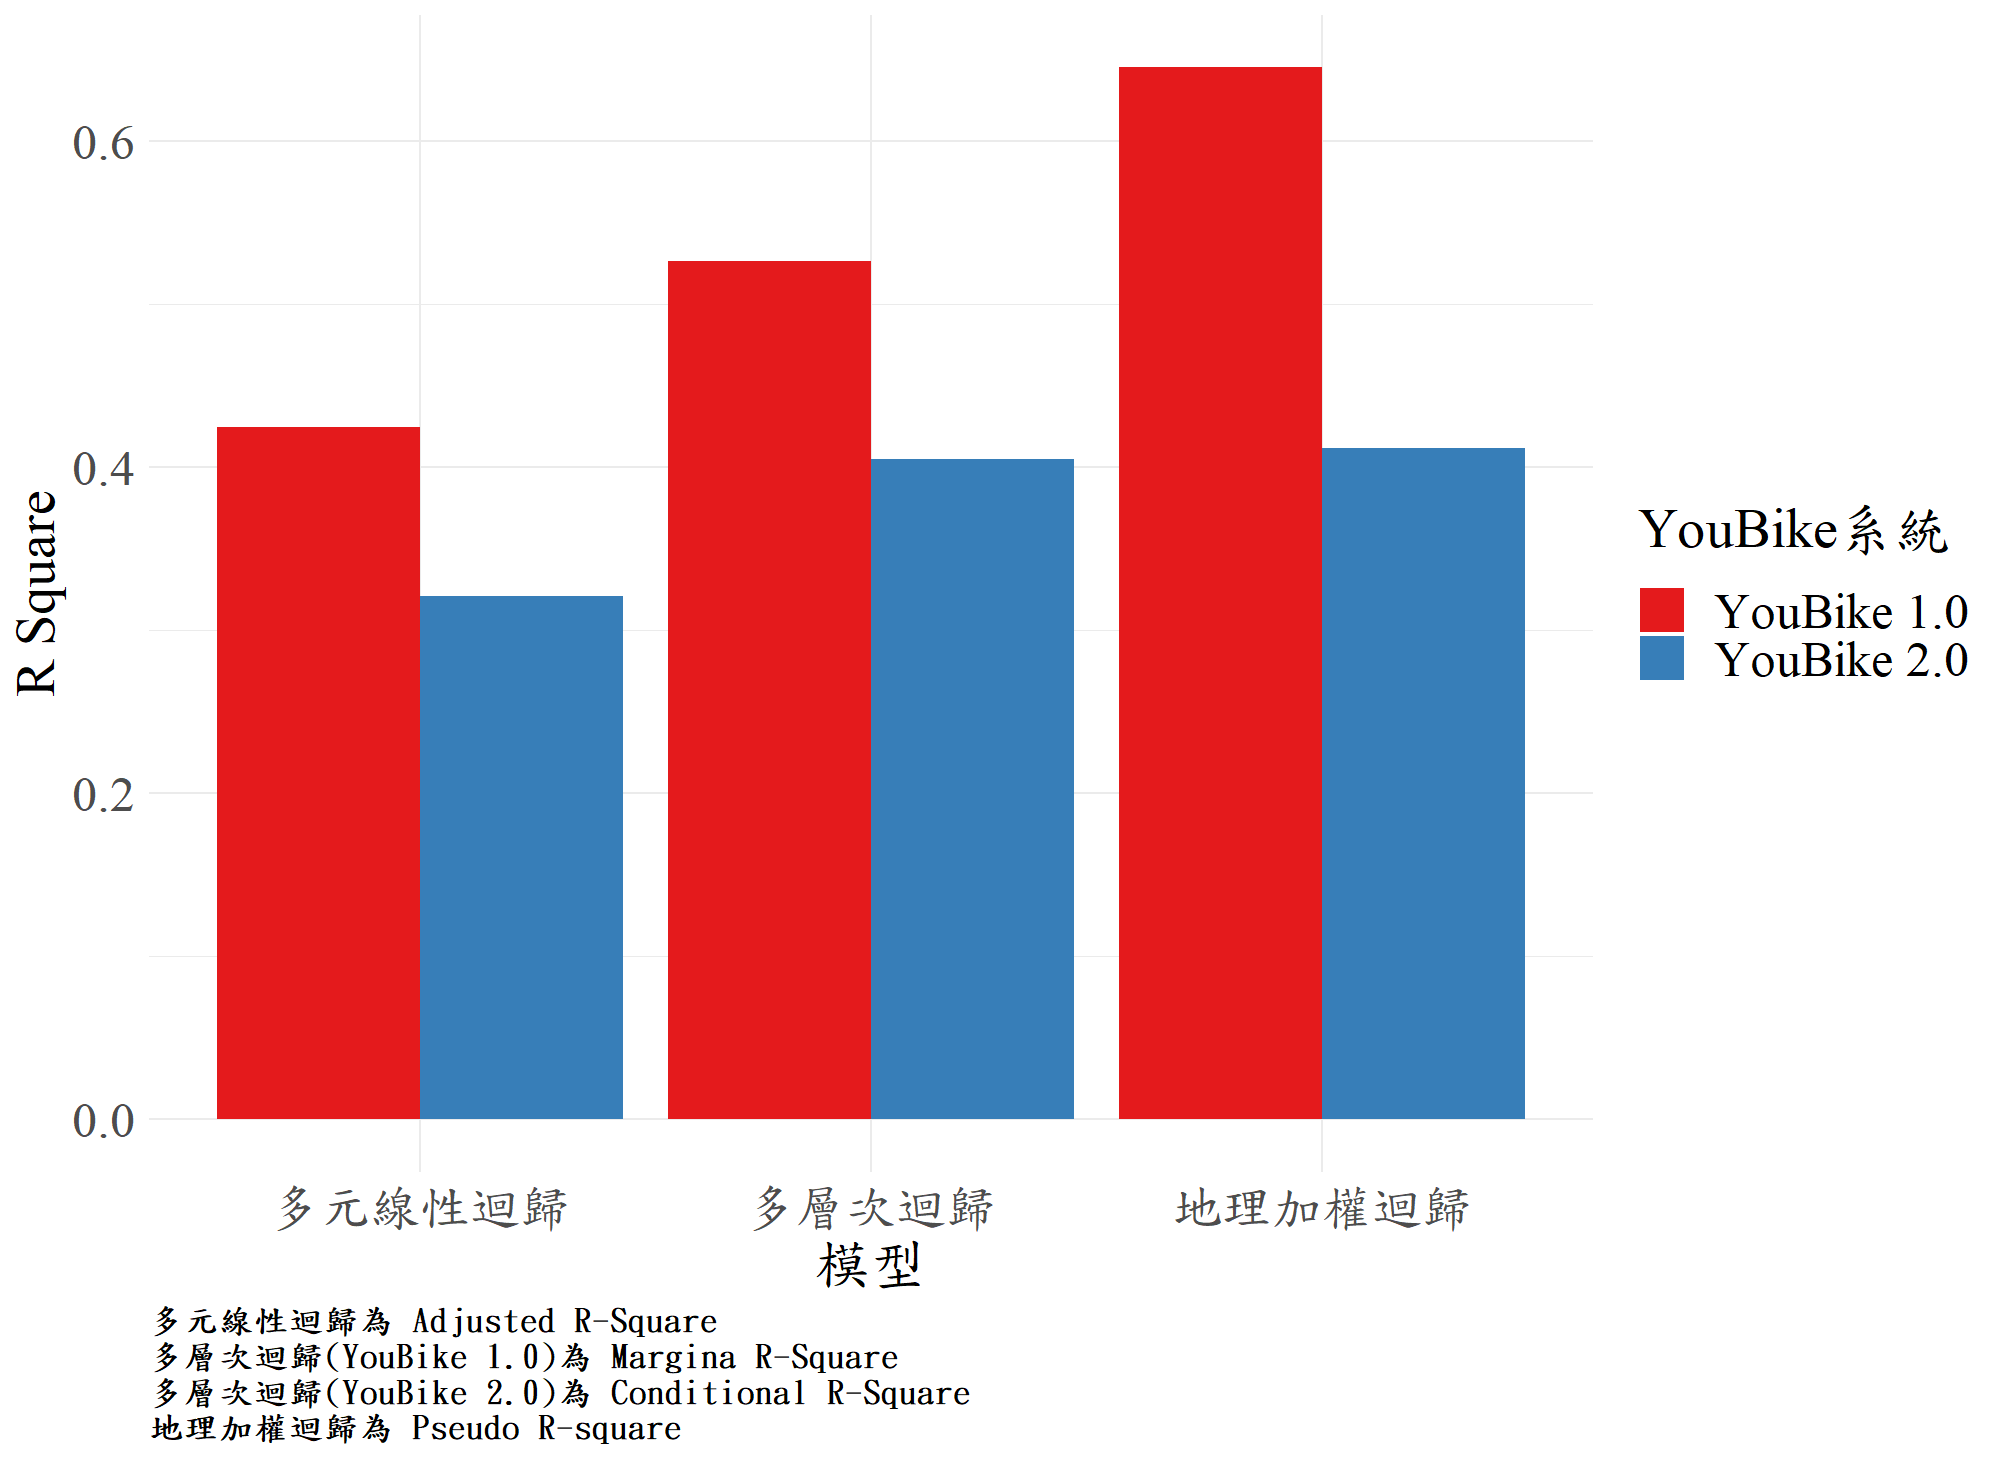 0.6
0.4
0.2
0.0
R Square
多元線性迴歸
多層次迴歸
地理加權迴歸
模型
YouBike系統
YouBike 1.0
YouBike 2.0
多元線性迴歸為 Adjusted R-Square
多層次迴歸(YouBike 1.0)為 Margina R-Square
多層次迴歸(YouBike 2.0)為 Conditional R-Square
地理加權迴歸為 Pseudo R-square